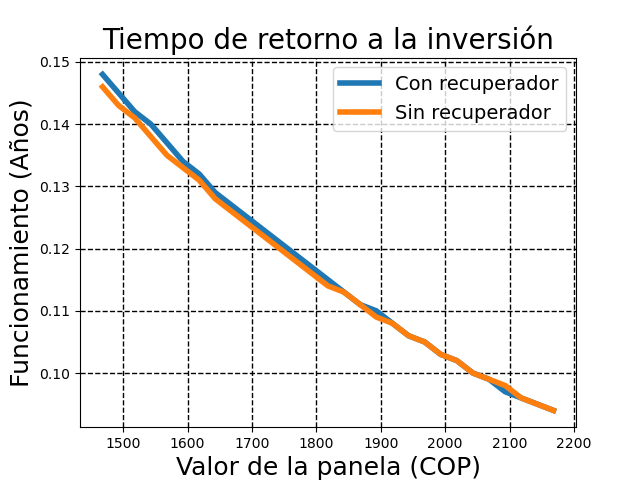 Tiempo de retorno a la inversión
Con recuperador
Sin recuperador
Funcionamiento (Años)
0.15
0.14
0.13
0.12
0.11
0.10
1500 1600 1700 1800 1900 2000 2100 2200
Valor de la panela (COP)